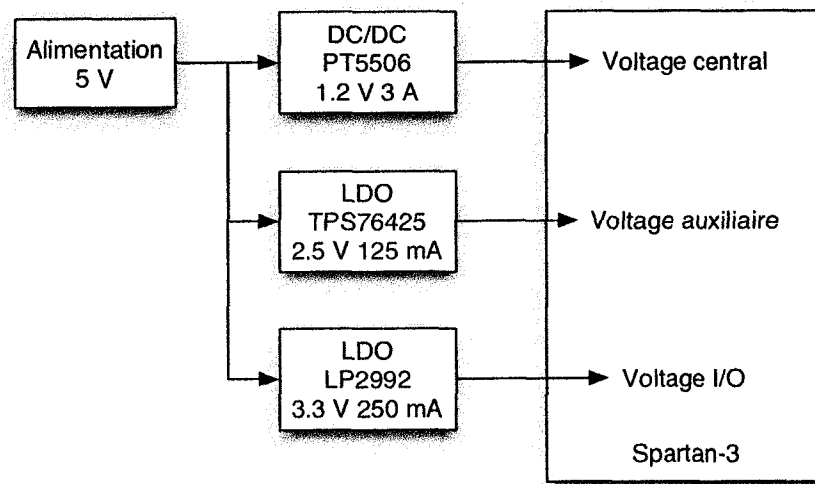 Alimentation
5 V
DC/DC
PT5506
1.2 V 3 A
Voltage central
LDO
TPS76425
2.5 V 125 mA
Voltage auxiliaire
LDO
LP2992
3.3 V 250 mA
Voltage I/O
Spartan-3